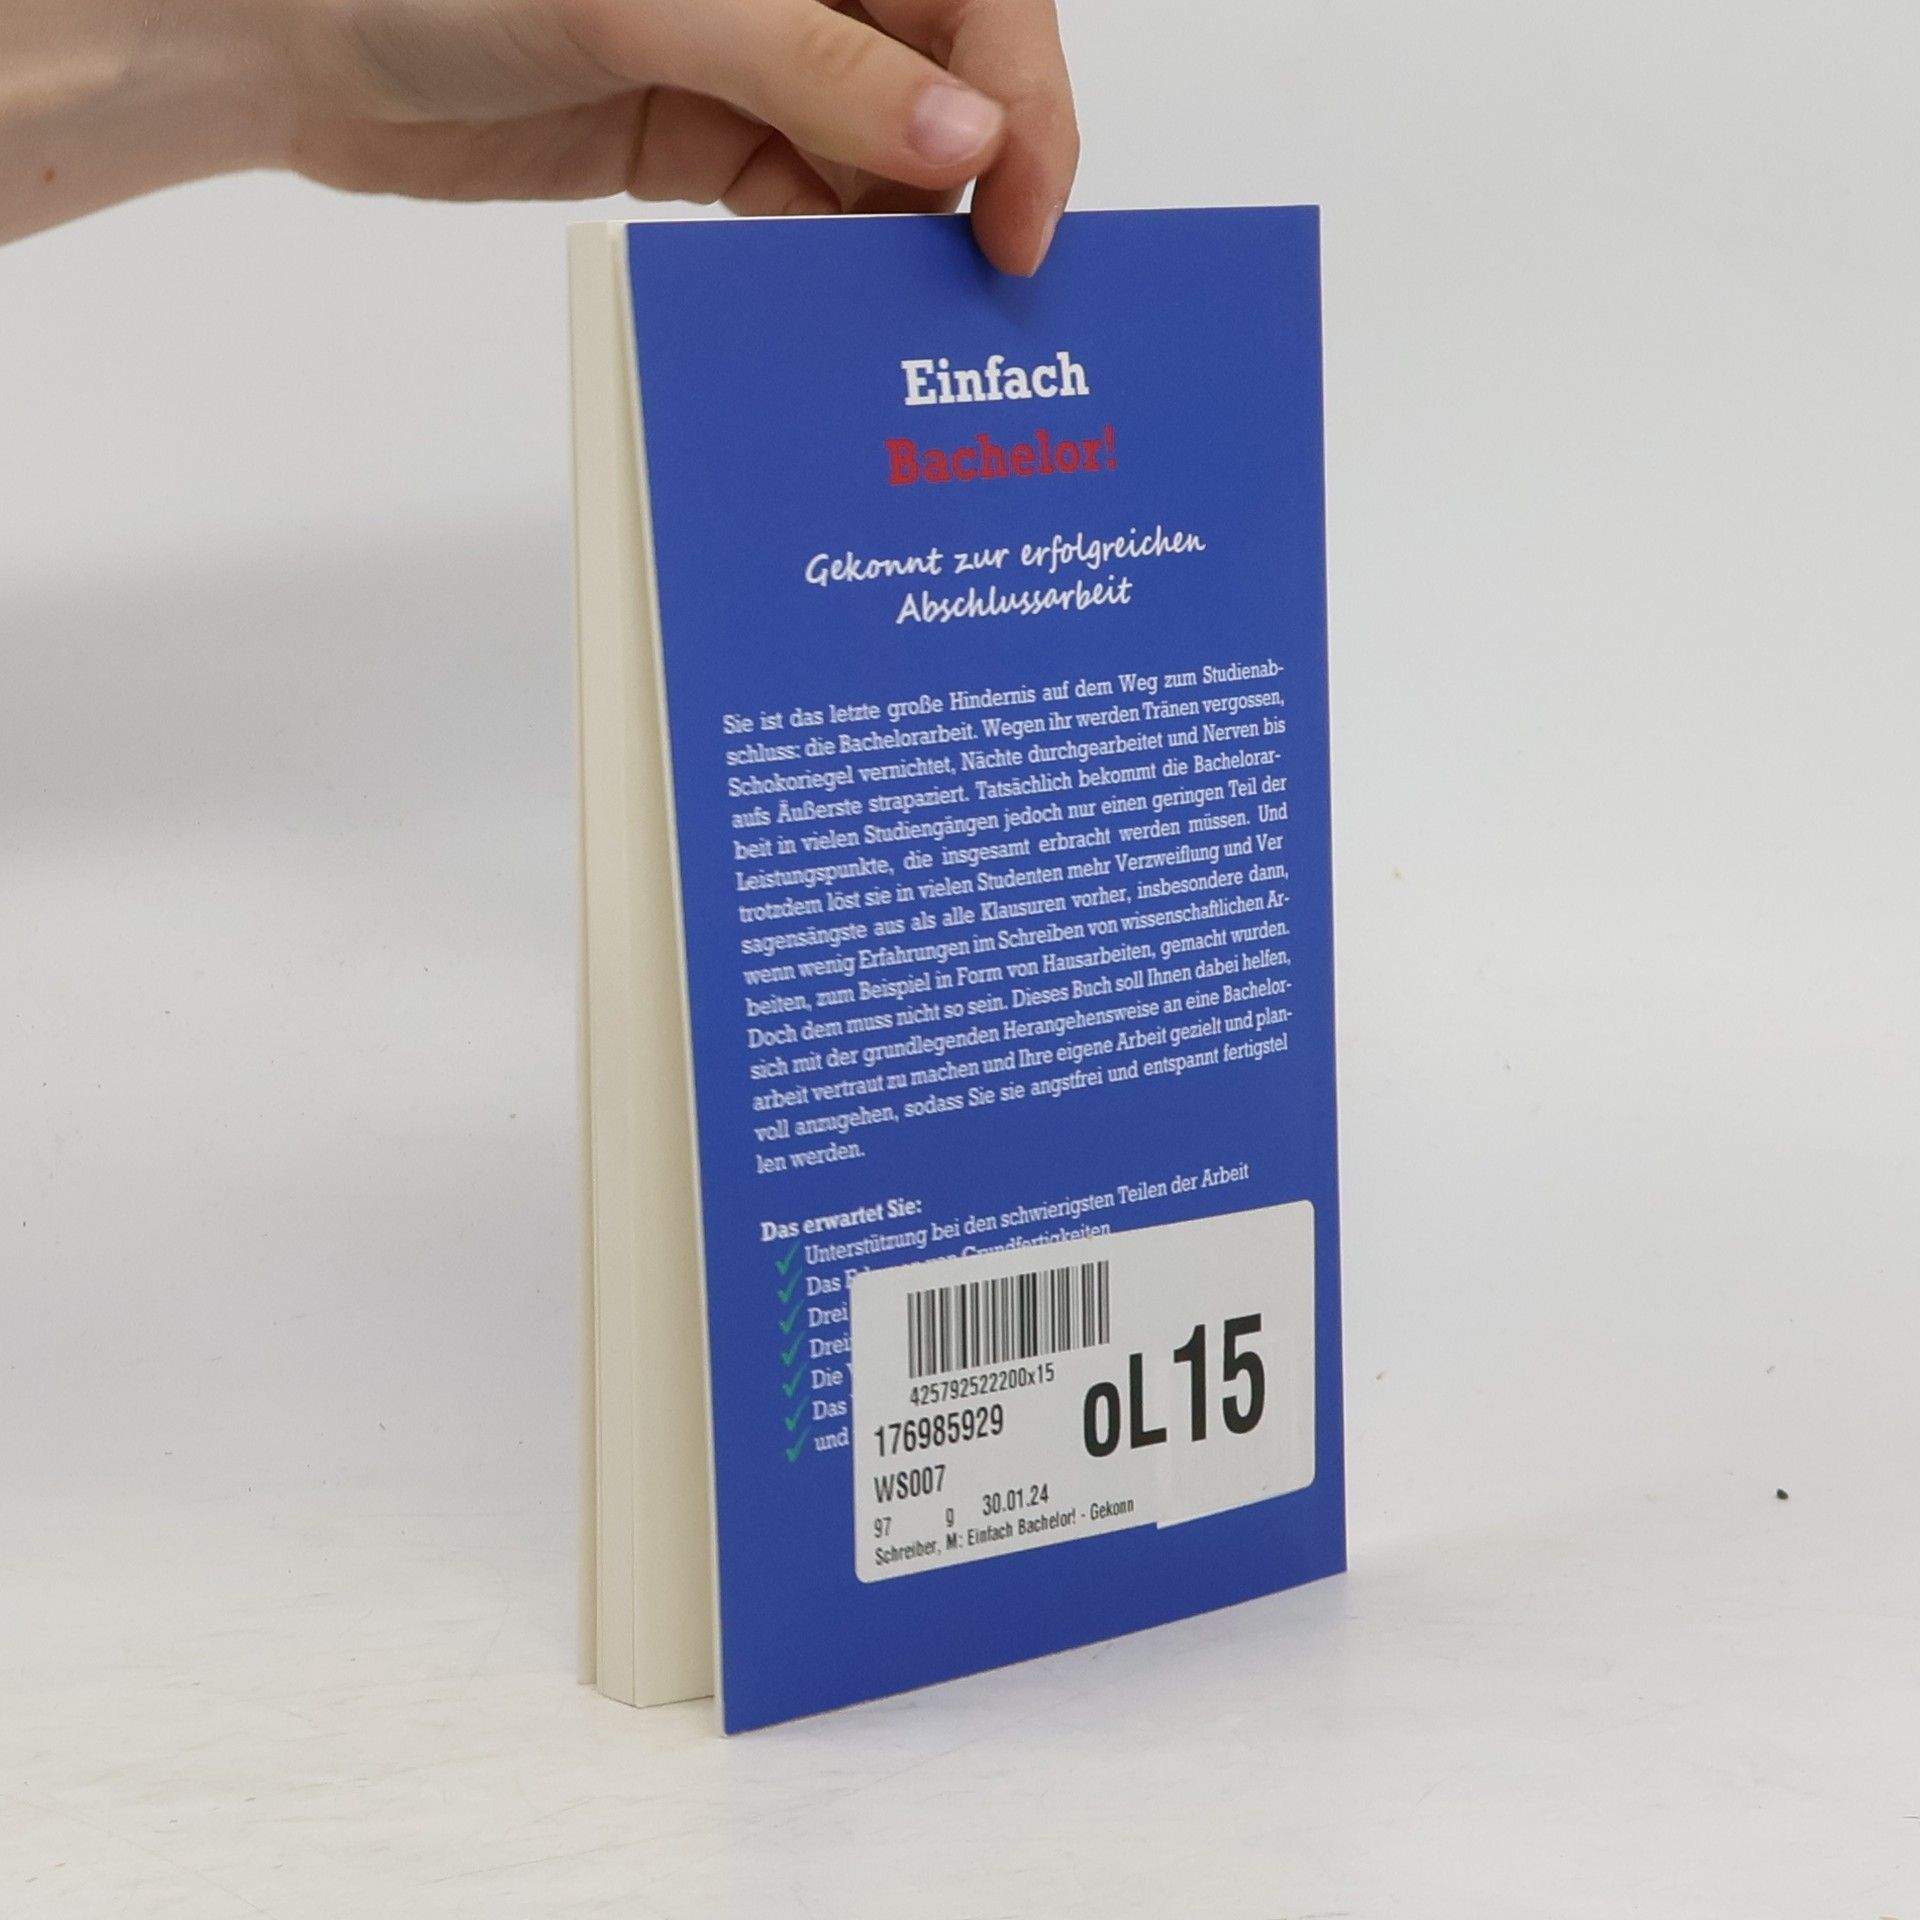 Einfach
Bachelor!
Gekonnt zur erfolgreichen
Abschlussarbeit
Sie ist das letzte große Hindernis auf dem Weg zum Studienab-
schluss: die Bachelorarbeit. Wegen ihr werden Tränen vergossen,
Schokoriegel vernichtet, Nächte durchgearbeitet und Nerven bis
aufs Äußerste strapaziert. Tatsächlich bekommt die Bachelorar-
beit in vielen Studiengängen jedoch nur einen geringen Teil der
Leistungspunkte, die insgesamt erbracht werden müssen. Und
trotzdem löst sie in vielen Studenten mehr Verzweiflung und Ver
sagensängste aus als alle Klausuren vorher, insbesondere dann,
wenn wenig Erfahrungen im Schreiben von wissenschaftlichen Ar-
beiten, zum Beispiel in Form von Hausarbeiten, gemacht wurden.
Doch dem muss nicht so sein. Dieses Buch soll Ihnen dabei helfen,
sich mit der grundlegenden Herangehensweise an eine Bachelor-
arbeit vertraut zu machen und Ihre eigene Arbeit gezielt und plan-
voll anzugehen, sodass Sie sie angstfrei und entspannt fertigstel
len werden.
Das erwartet Sie:
Unterstützung bei den schwierigsten Teilen der Arbeit
Das von Grundfertigkeiten
Drei
Drei
Die
Das
und
425792522200x15
176985929
oL15
WS007
97 g 30.01.24
Schreiber, M: Einfach Bachelor! - Gekonn